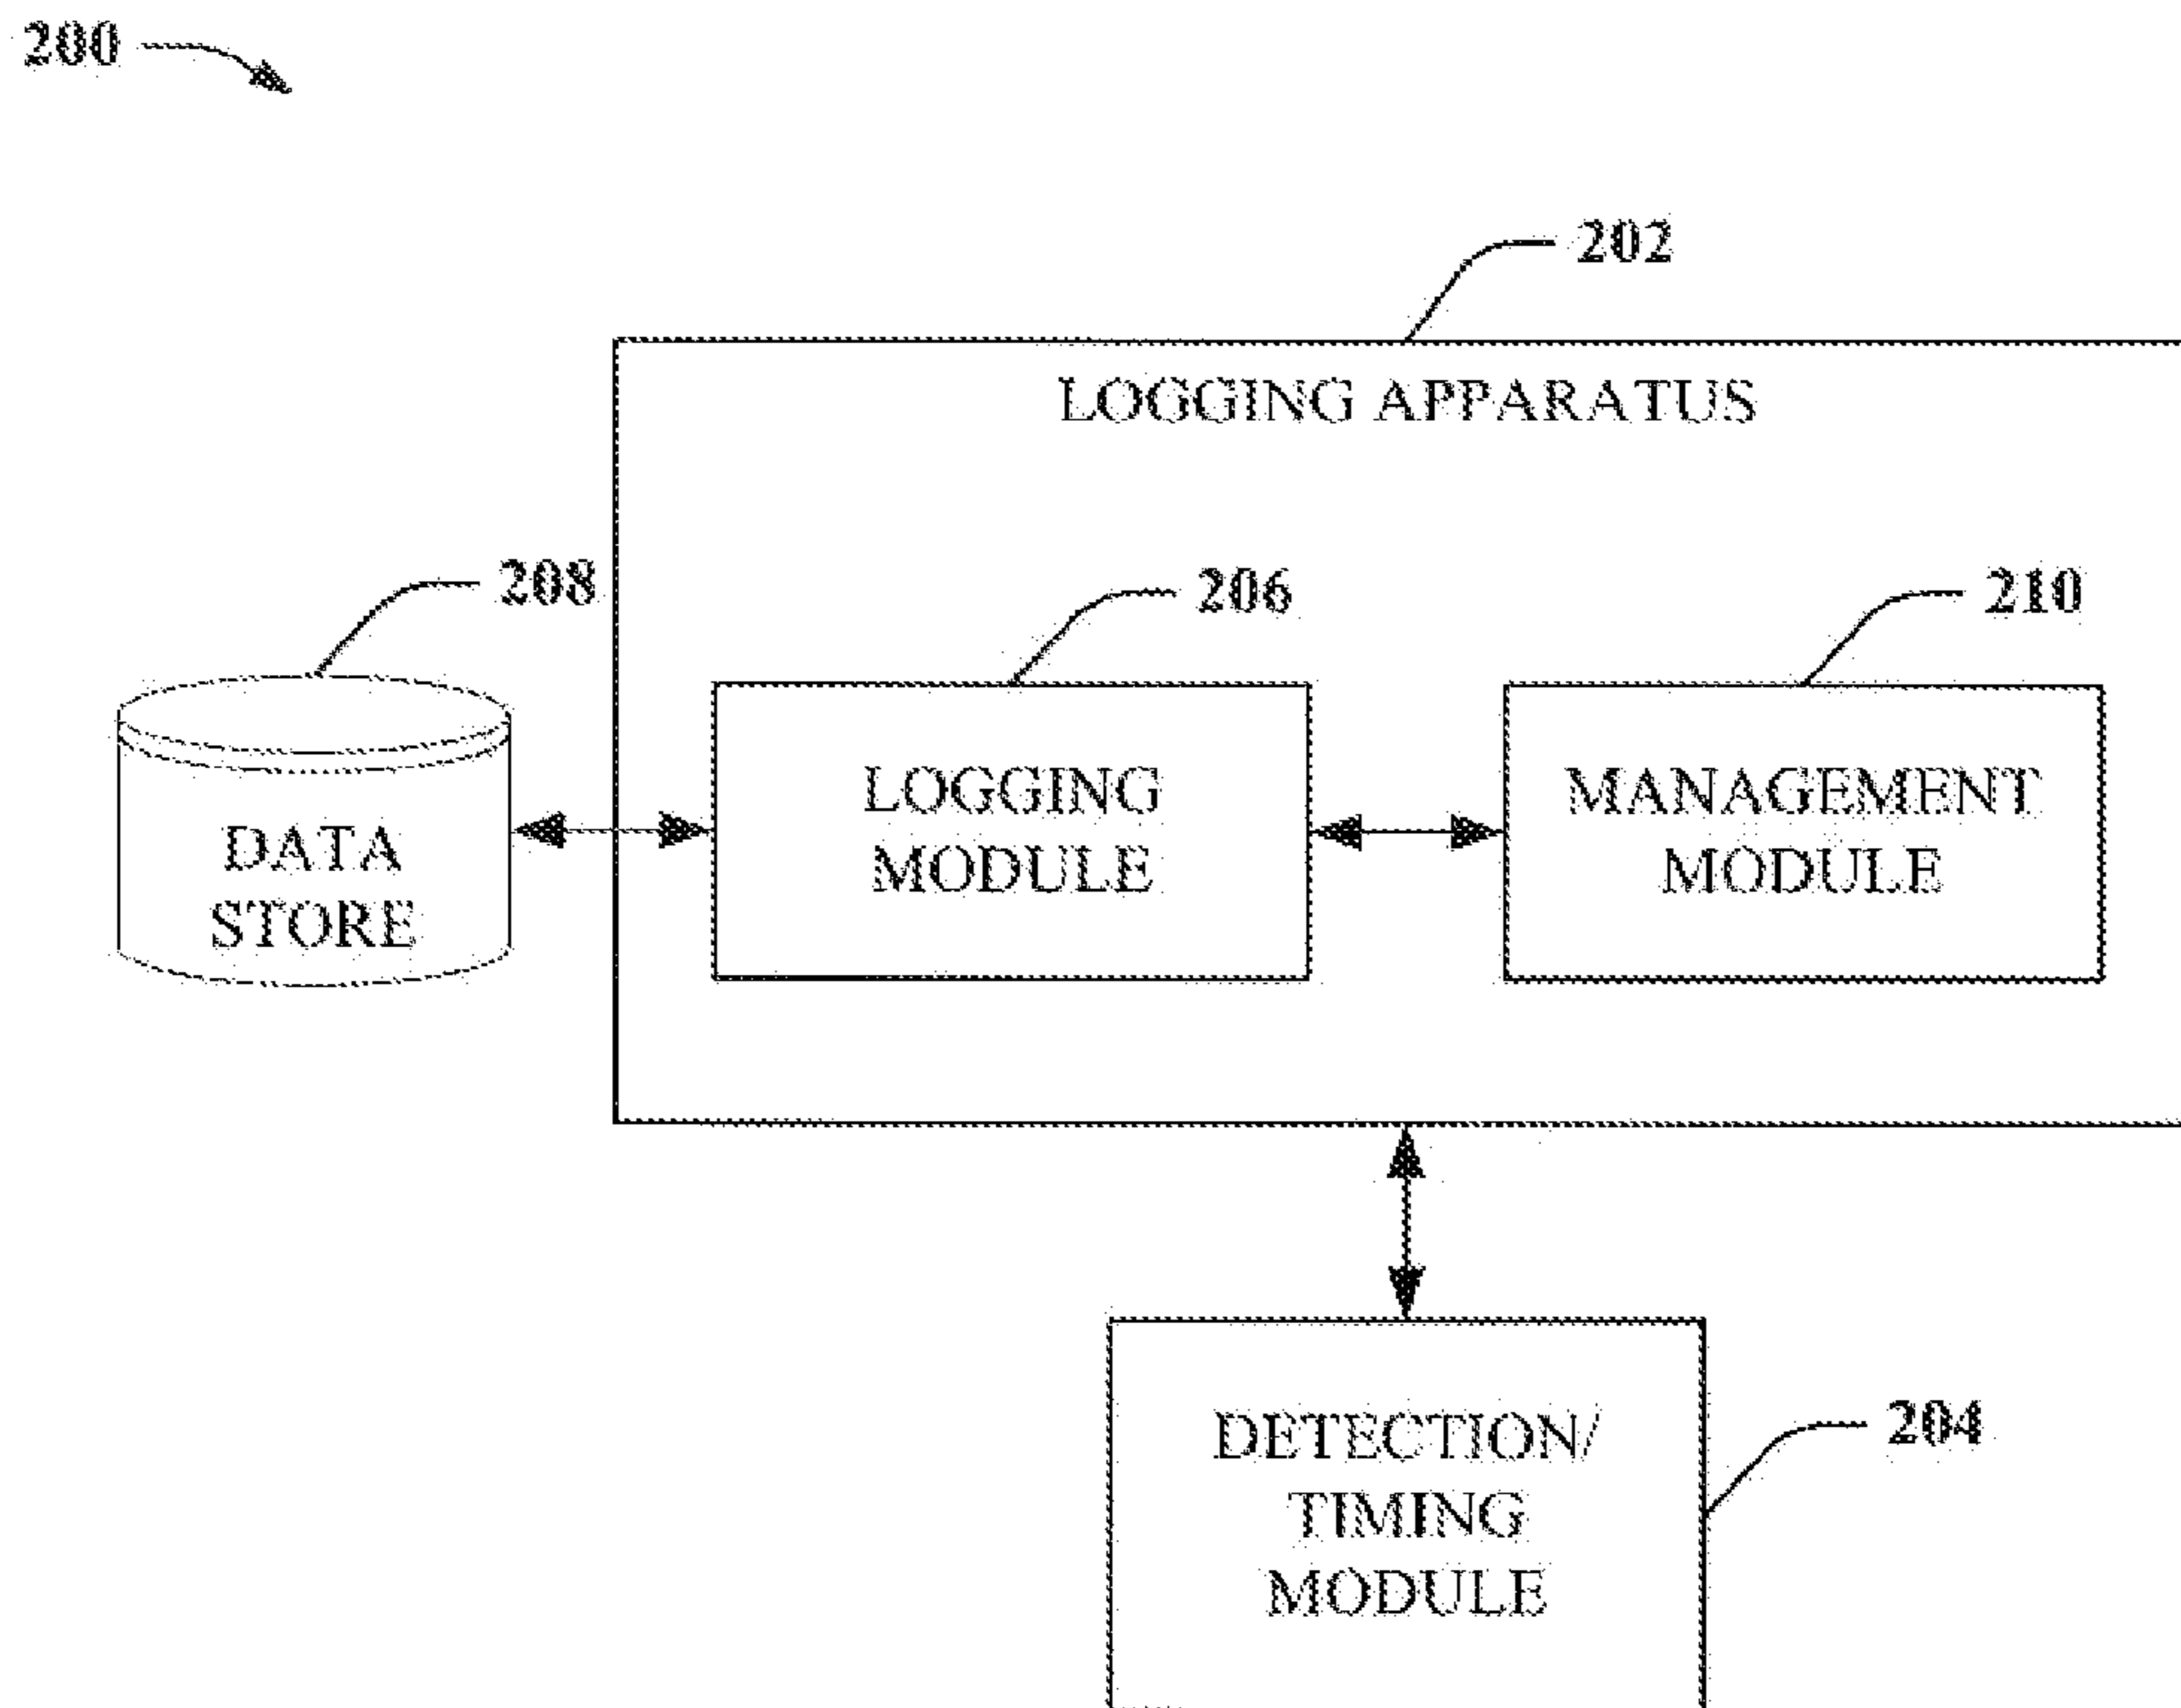 200
202
LOGGING APPARATUS
208
206
210
LOGGING
MODULE
MANAGEMENT
MODULE
DATA
STORE
204
DETECTION/
TIMING
MODULE